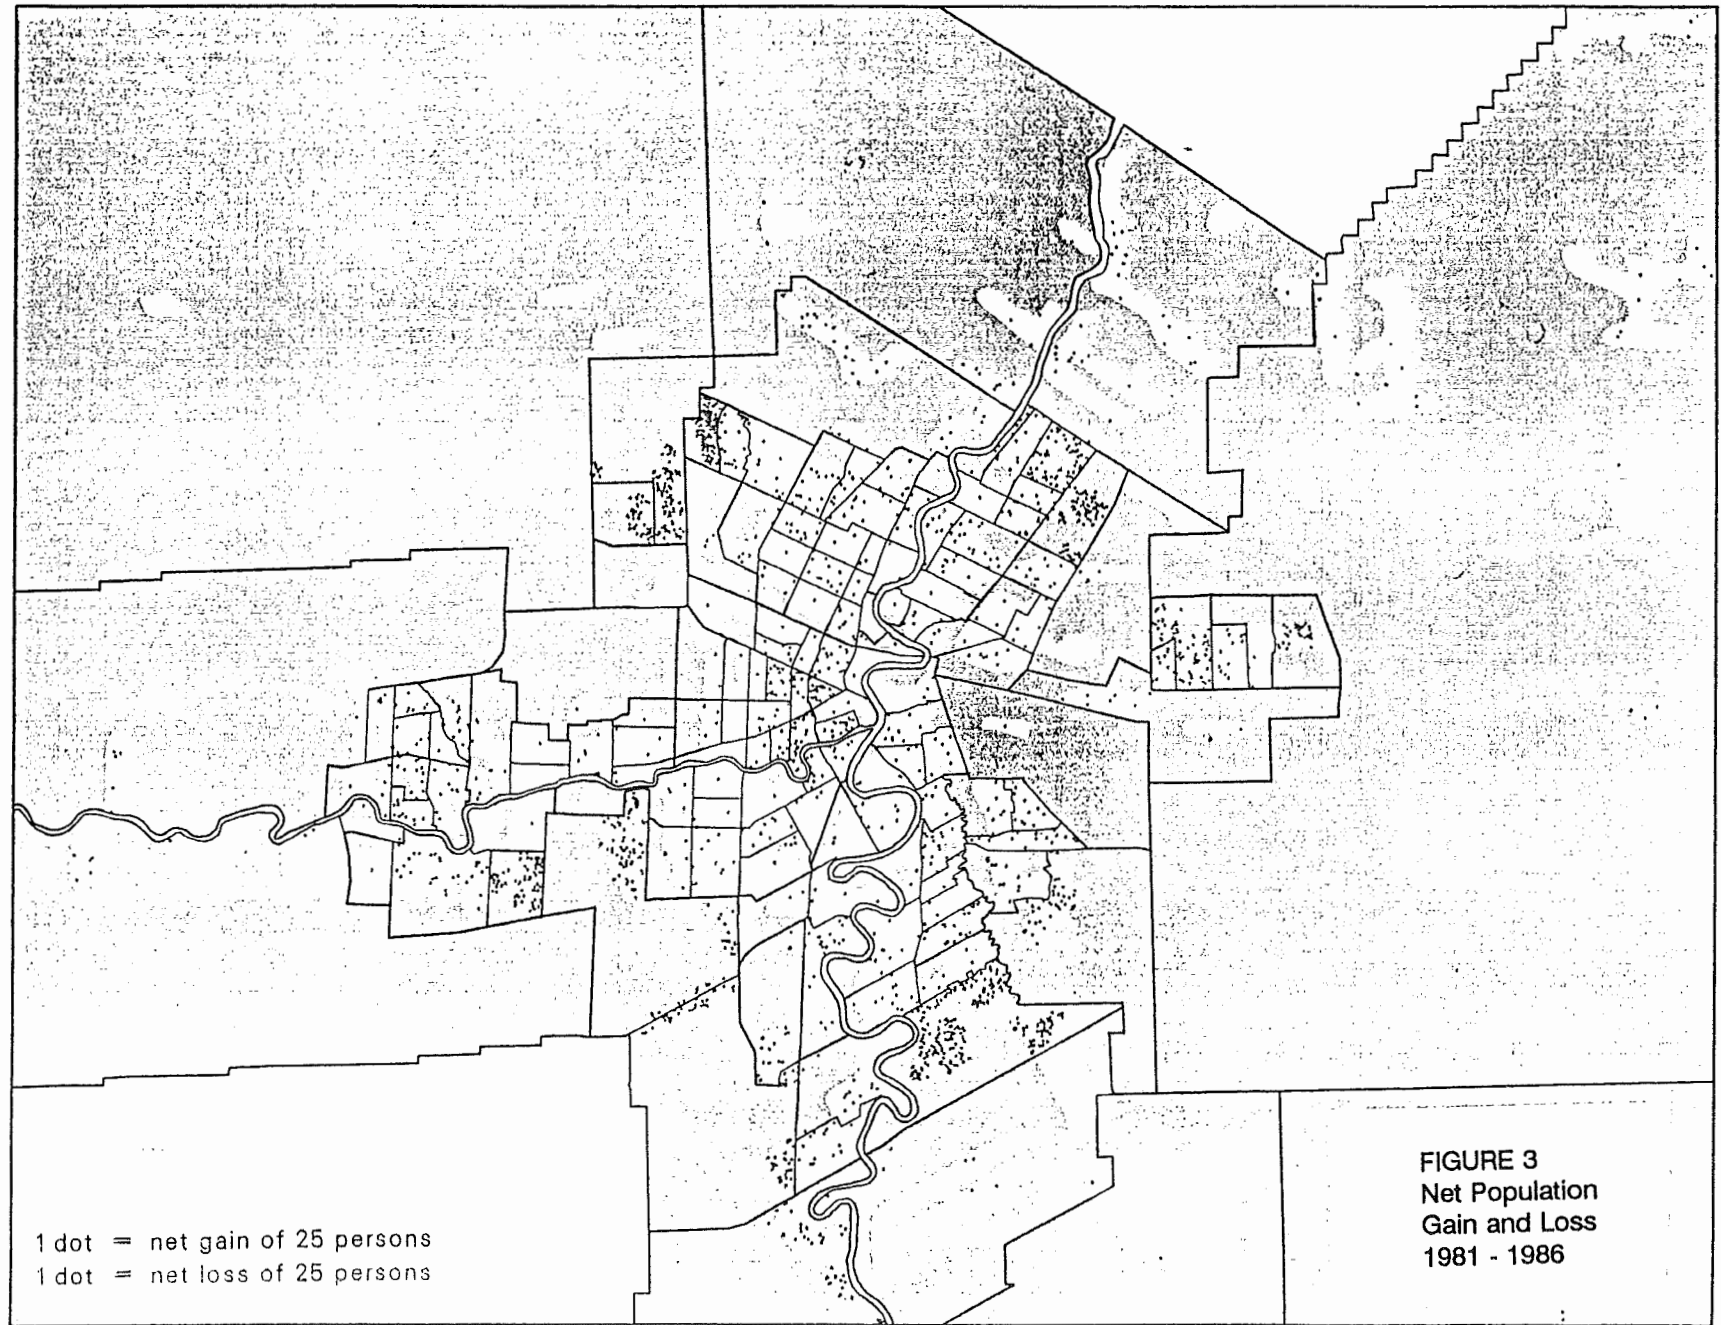 1 dot = net gain of 25 persons
1 dot = net loss of 25 persons
FIGURE 3
Net Population
Gain and Loss
1981 - 1986